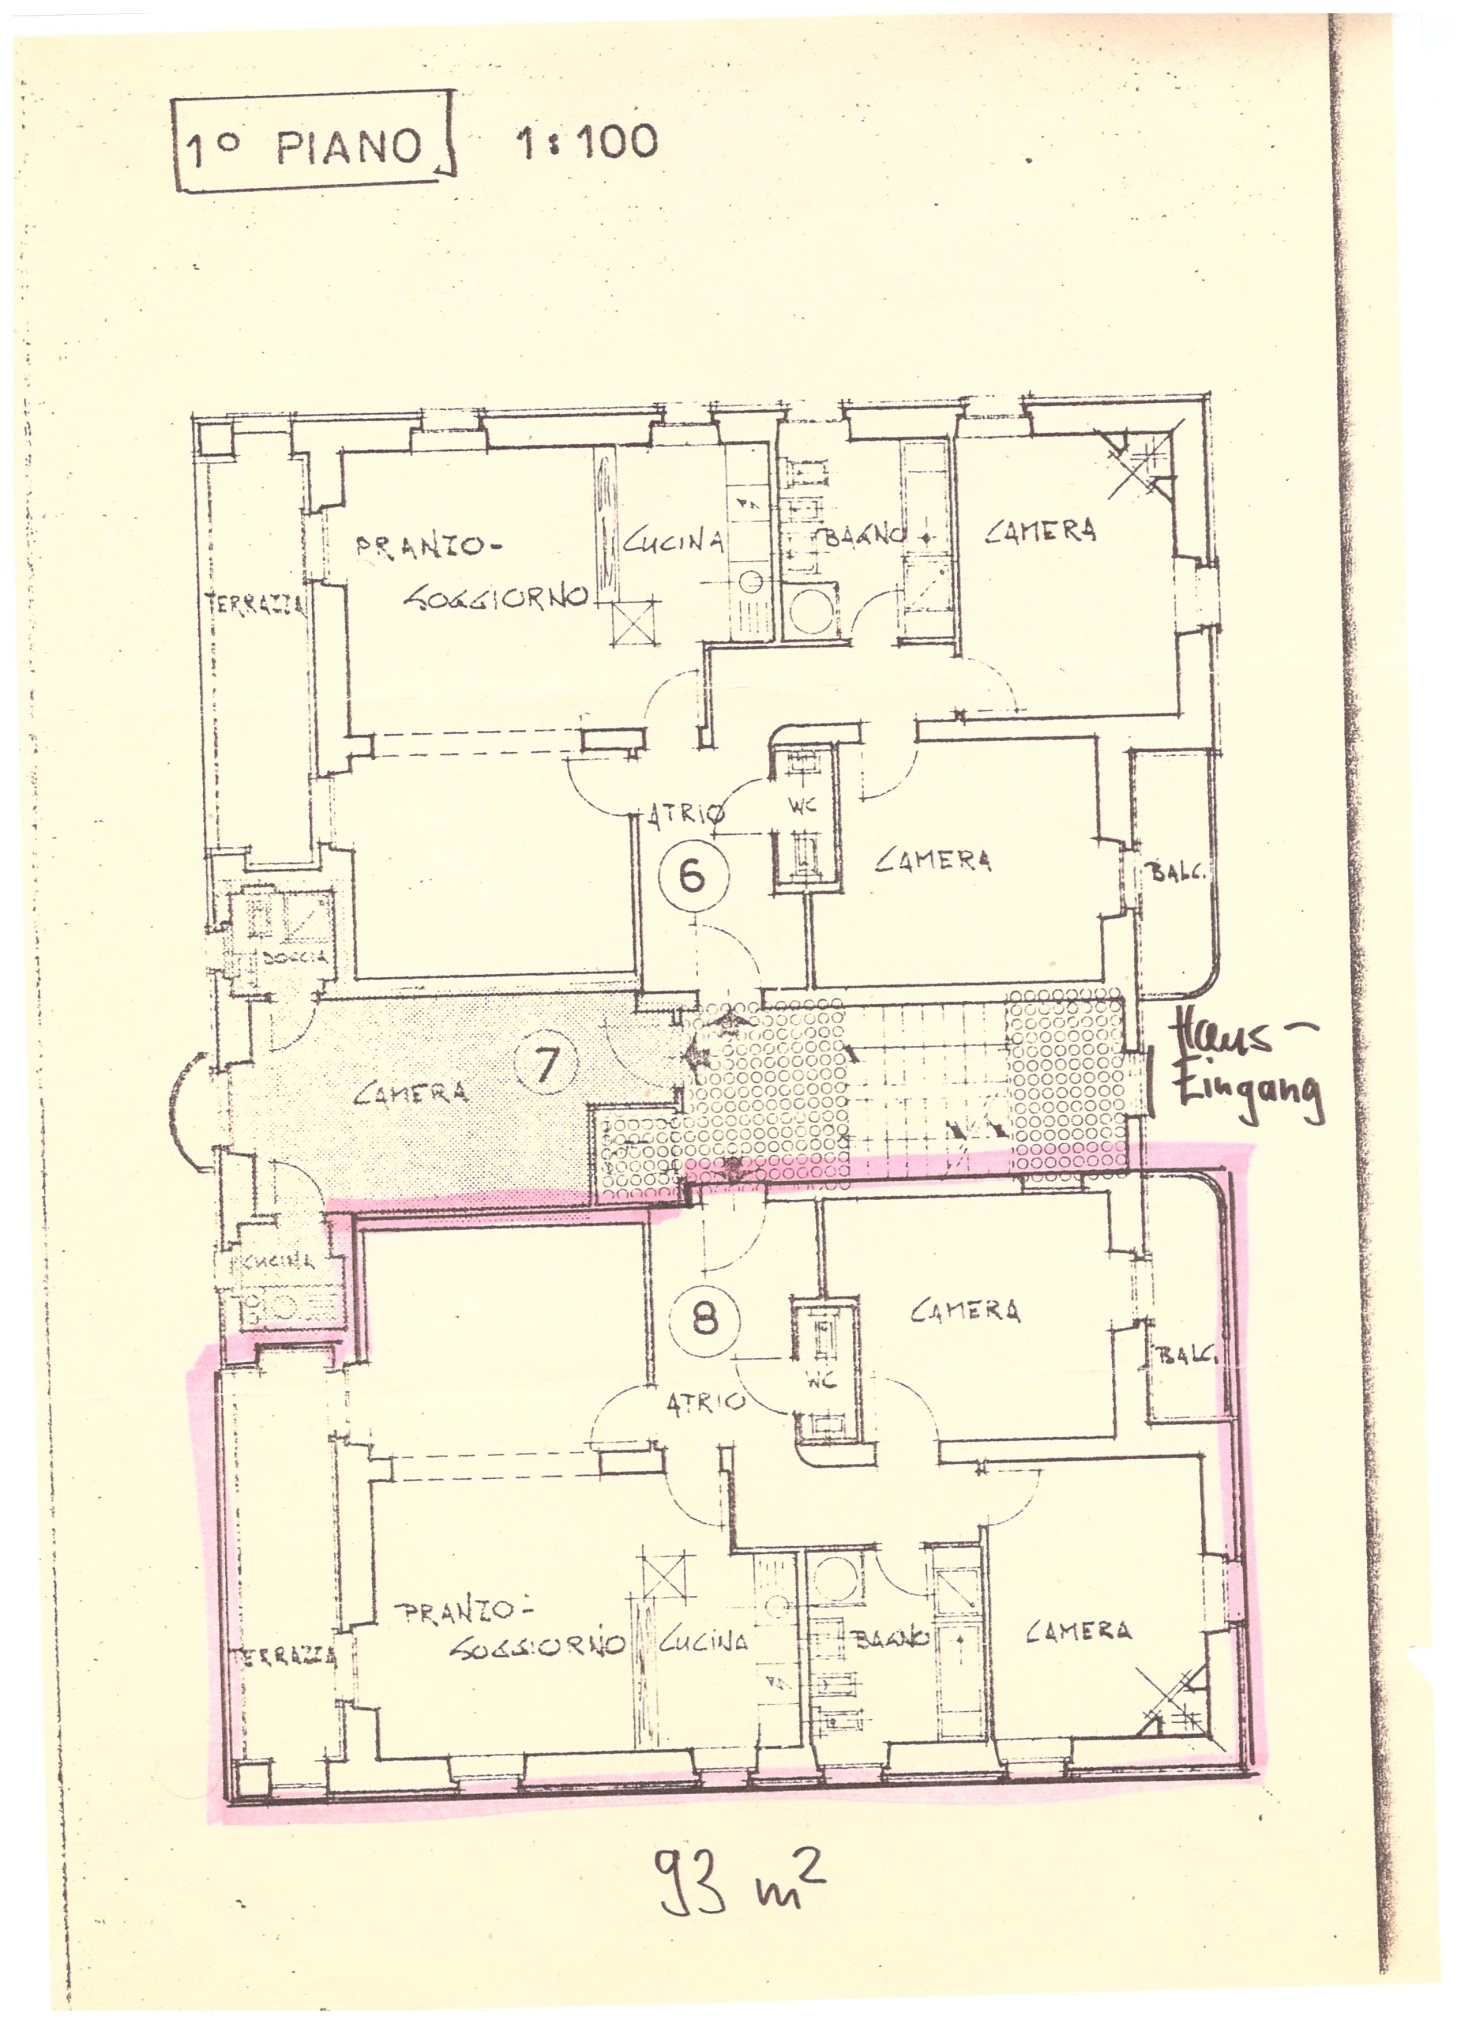 1º PIANO 1:100
PRANZO-
SOGGIORNO
CUCINA
BAGNO
CAMERA
TERRAZZA
ATRIO
WC
6
CAMERA
BALC.
DOCCIA
7
CAMERA
Haus-
Eingang
CUCINA
8
CAMERA
BALC.
WC
ATRIO
PRANZO-
SOGGIORNO
CUCINA
BAGNO
CAMERA
TERRAZZA
93 m²